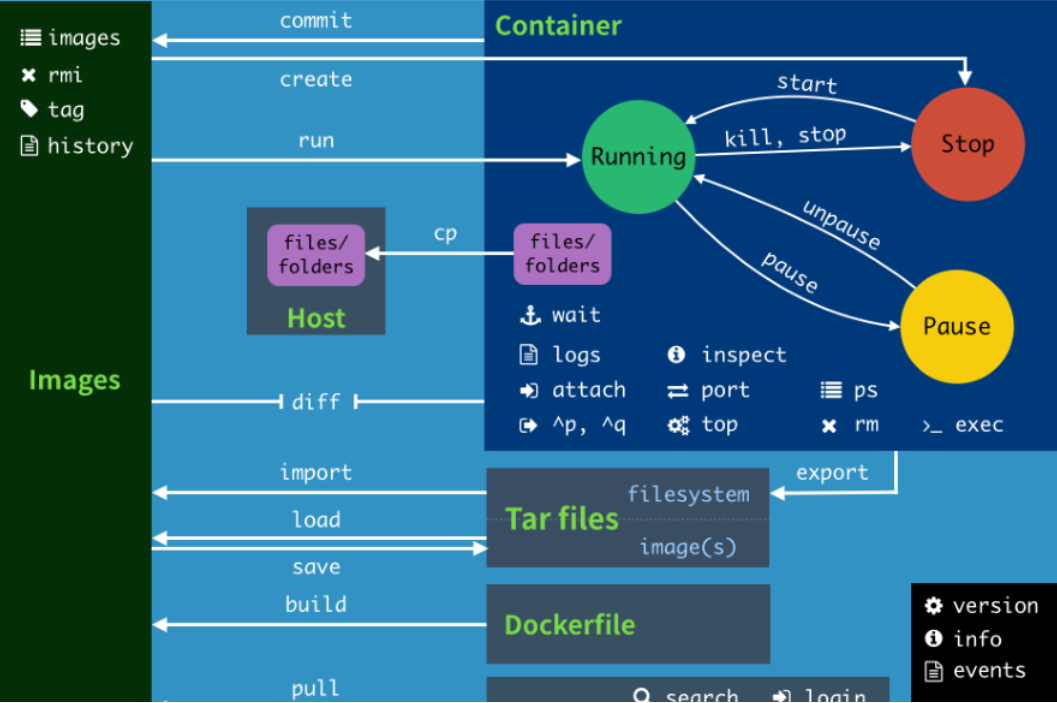 commit
Container
images
rmi
tag
history
create
start
run
Running
kill, stop
Stop
unpause
pause
Pause
files/
folders
cp
files/
folders
Host
wait
logs
inspect
Images
attach
port
ps
diff
^p, ^q
top
rm
>_ exec
import
export
filesystem
load
Tar files
image(s)
save
build
Dockerfile
version
info
events
pull
search
login